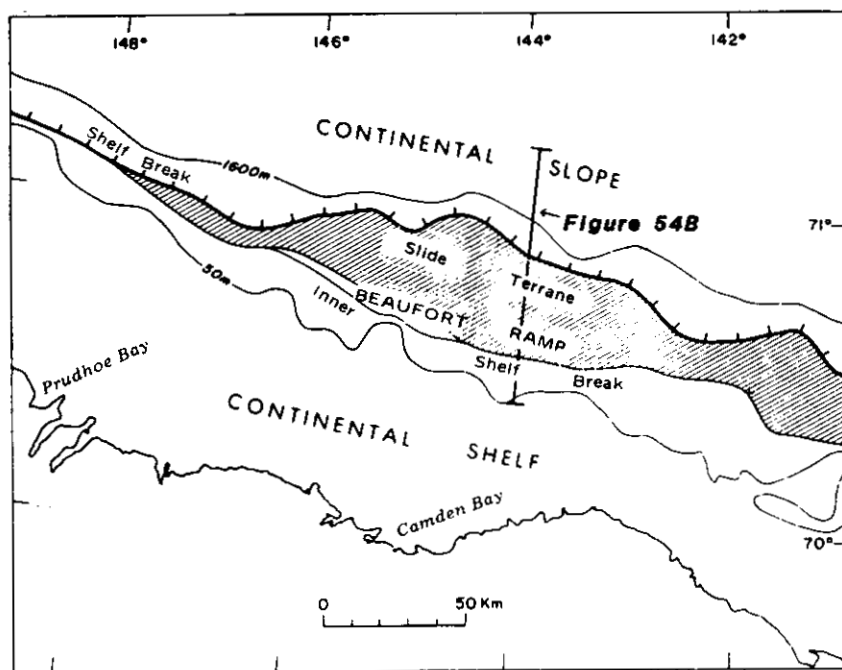 148°
146°
144°
142°
CONTINENTAL
SLOPE
Shelf Break
1600m
Figure 54B
71°
Slide
Terrane
50m
Inner
BEAUFORT
RAMP
Shelf
Break
Prudhoe Bay
CONTINENTAL
SHELF
Camden Bay
70°
0
50 Km